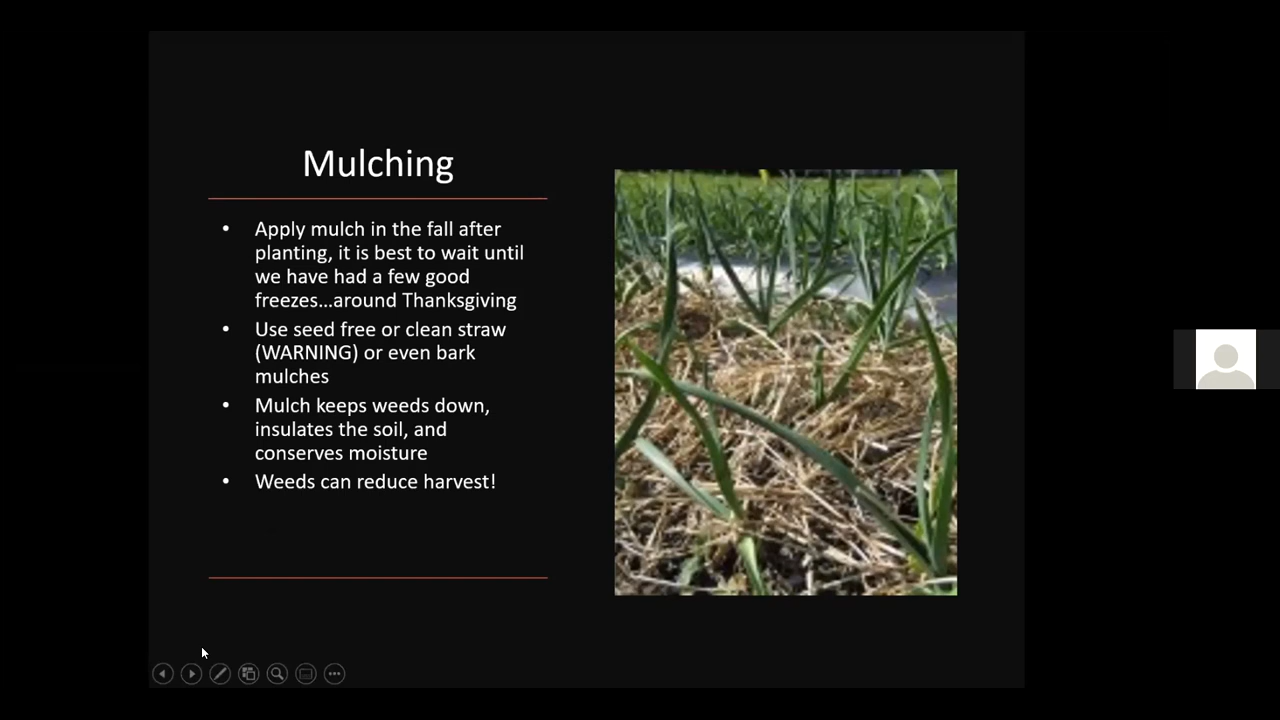 Mulching
• Apply mulch in the fall after
planting, it is best to wait until
we have had a few good
freezes...around Thanksgiving
• Use seed free or clean straw
(WARNING) or even bark
mulches
• Mulch keeps weeds down,
insulates the soil, and
conserves moisture
• Weeds can reduce harvest!